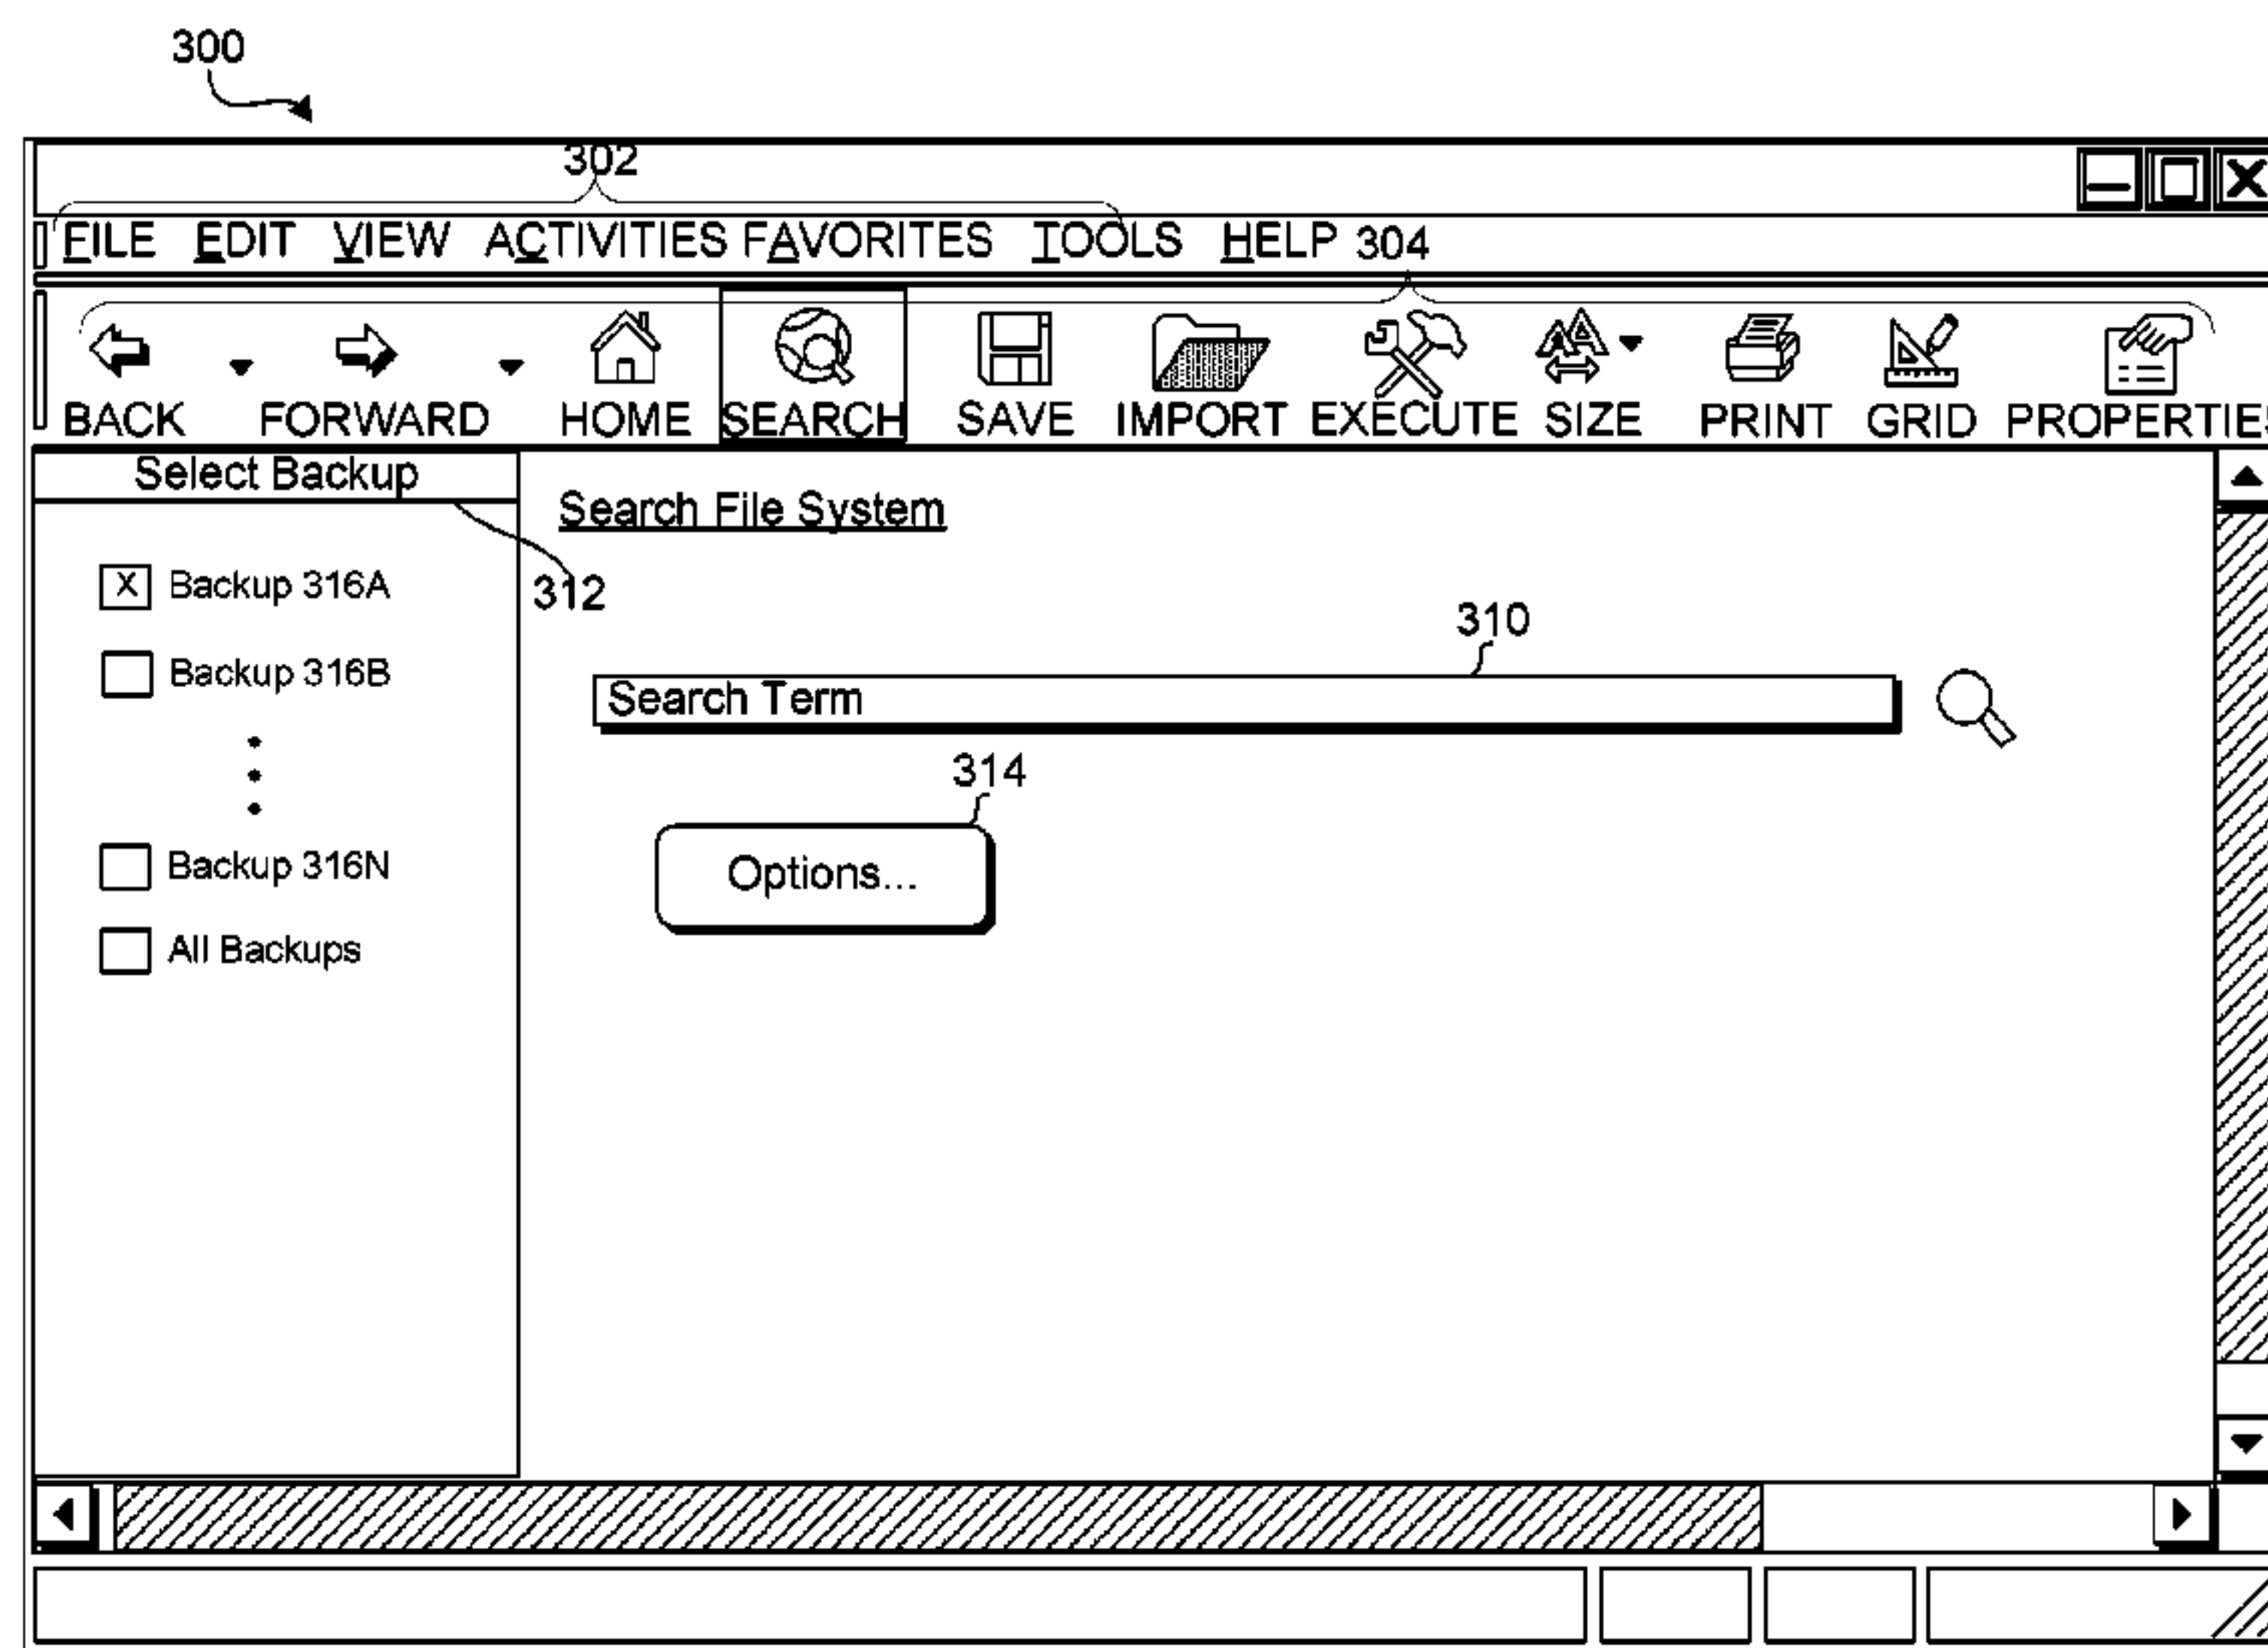 300
302
FILE EDIT VIEW ACTIVITIES FAVORITES TOOLS HELP 304
BACK FORWARD HOME SEARCH SAVE IMPORT EXECUTE SIZE PRINT GRID PROPERTIES
Select Backup
Search File System
X Backup 316A
312
310
Backup 316B
Search Term
314
Backup 316N
Options...
All Backups